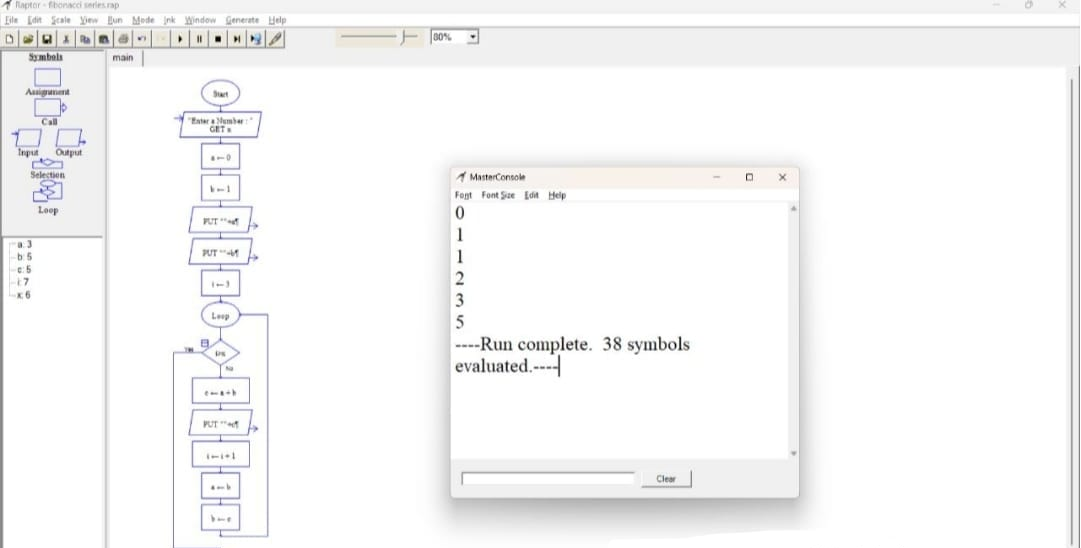 Raptor - fibonacci series.rap
File Edit Scale View Run Mode Ink Window Generate Help
80%
Symbols
Assignment
Call
Input Output
Selection
Loop
a: 3
b: 5
c: 5
i: 7
x: 6
main
Start
"Enter a Number : "
GET x
a←0
b←1
PUT ""+a¶
PUT ""+b¶
i←3
Loop
i>x
Yes
No
c←a+b
PUT ""+c¶
i←i+1
a←b
b←c
MasterConsole
Font Font Size Edit Help
0
1
1
2
3
5
----Run complete. 38 symbols
evaluated.----
Clear